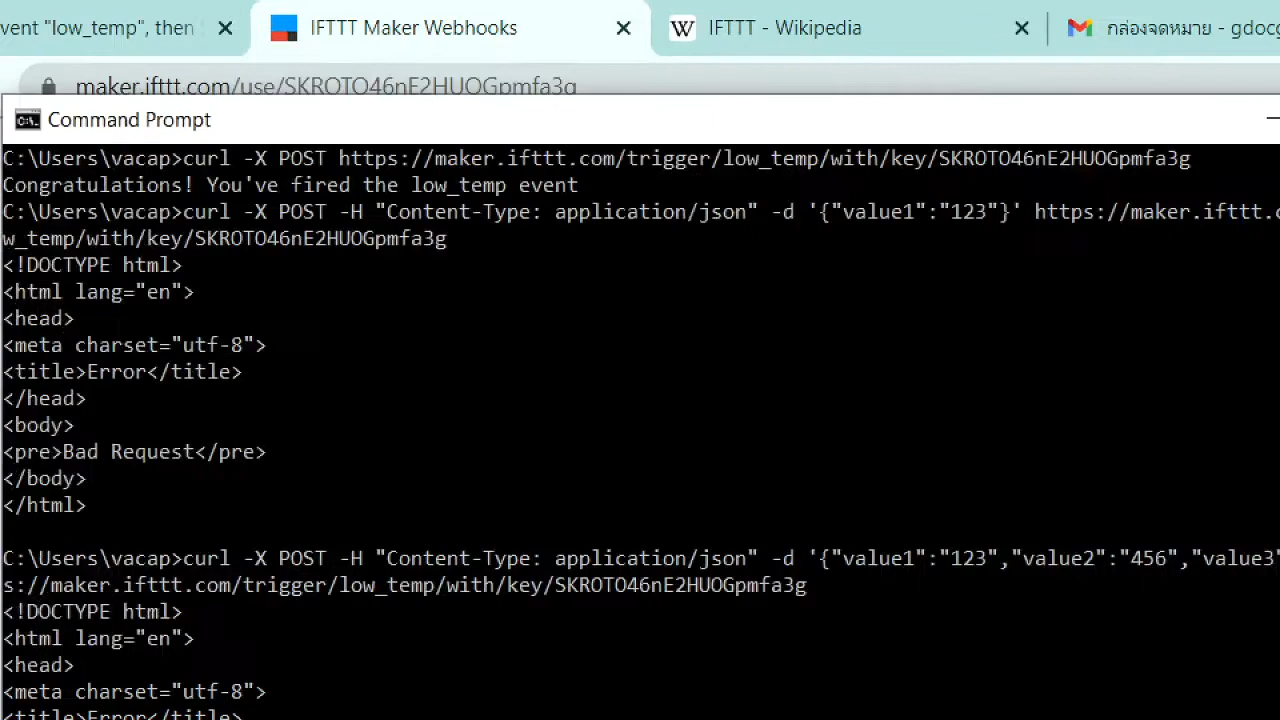 vent "low_temp", then
IFTTT Maker Webhooks
IFTTT - Wikipedia
กล่องจดหมาย - gdocg
maker.ifttt.com/use/SKROTO46nE2HUOGpmfa3g
Command Prompt
C:\Users\vacap>curl -X POST https://maker.ifttt.com/trigger/low_temp/with/key/SKROTO46nE2HUOGpmfa3g
Congratulations! You've fired the low_temp event
C:\Users\vacap>curl -X POST -H "Content-Type: application/json" -d '{"value1":"123"}' https://maker.ifttt.c
w_temp/with/key/SKROTO46nE2HUOGpmfa3g
<!DOCTYPE html>
<html lang="en">
<head>
<meta charset="utf-8">
<title>Error</title>
</head>
<body>
<pre>Bad Request</pre>
</body>
</html>
C:\Users\vacap>curl -X POST -H "Content-Type: application/json" -d '{"value1":"123","value2":"456","value3"
s://maker.ifttt.com/trigger/low_temp/with/key/SKROTO46nE2HUOGpmfa3g
<!DOCTYPE html>
<html lang="en">
<head>
<meta charset="utf-8">
<title>Error</title>